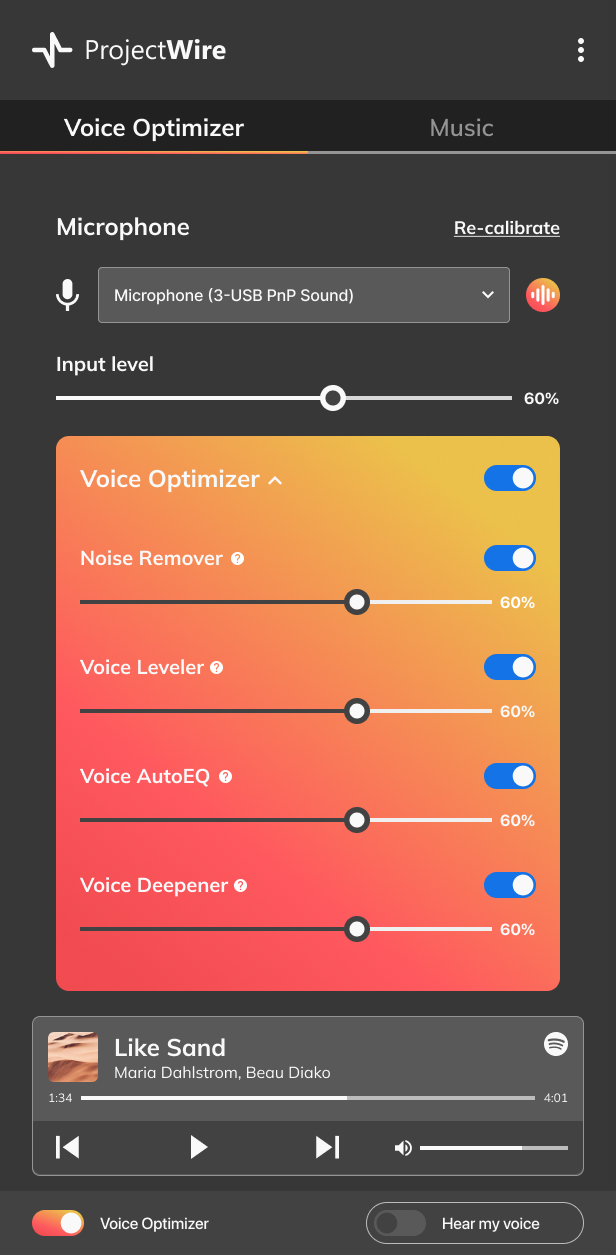 ProjectWire
Voice Optimizer
Music
Microphone
Re-calibrate
Microphone (3-USB PnP Sound)
Input level
60%
Voice Optimizer
Noise Remover ?
60%
Voice Leveler ?
60%
Voice AutoEQ ?
60%
Voice Deepener ?
60%
Like Sand
Maria Dahlstrom, Beau Diako
1:34
4:01
Voice Optimizer
Hear my voice